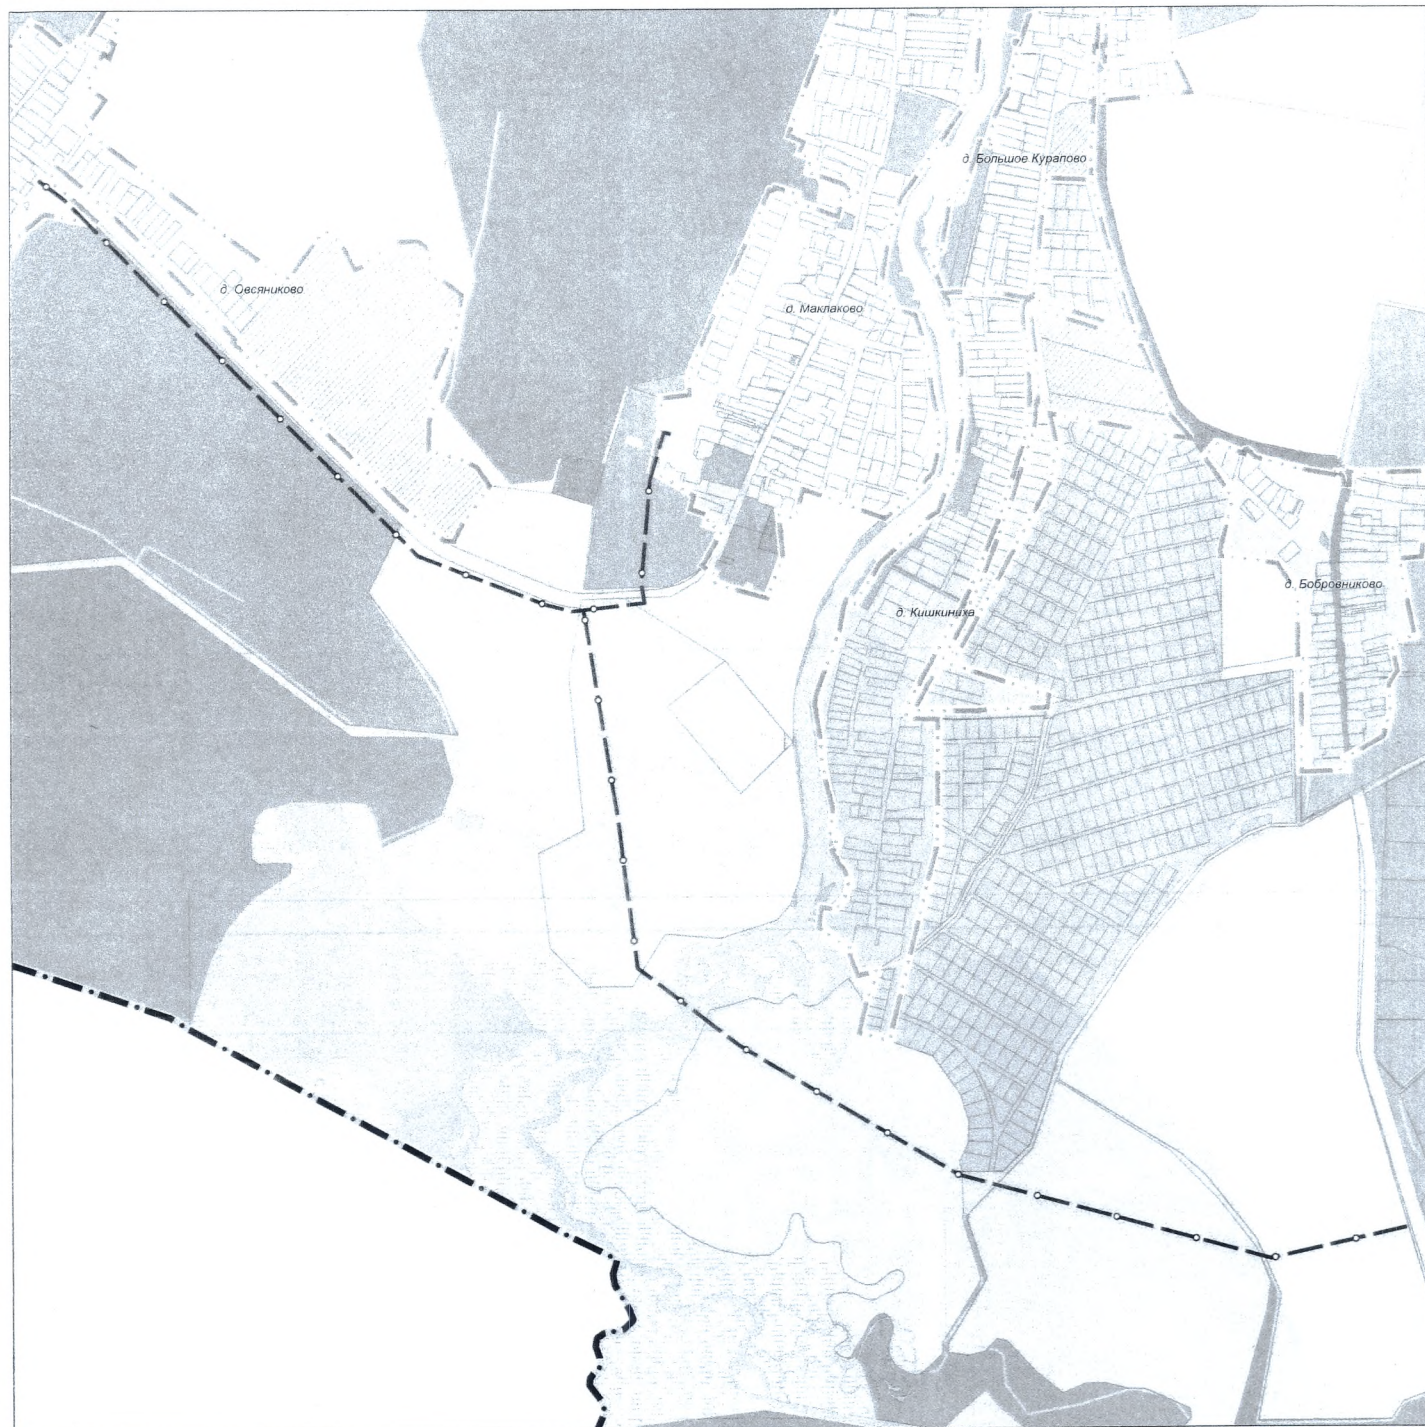 д. Большое Курапово
д. Овсяниково
д. Маклаково
д. Бобровниково
д. Кишкиниха